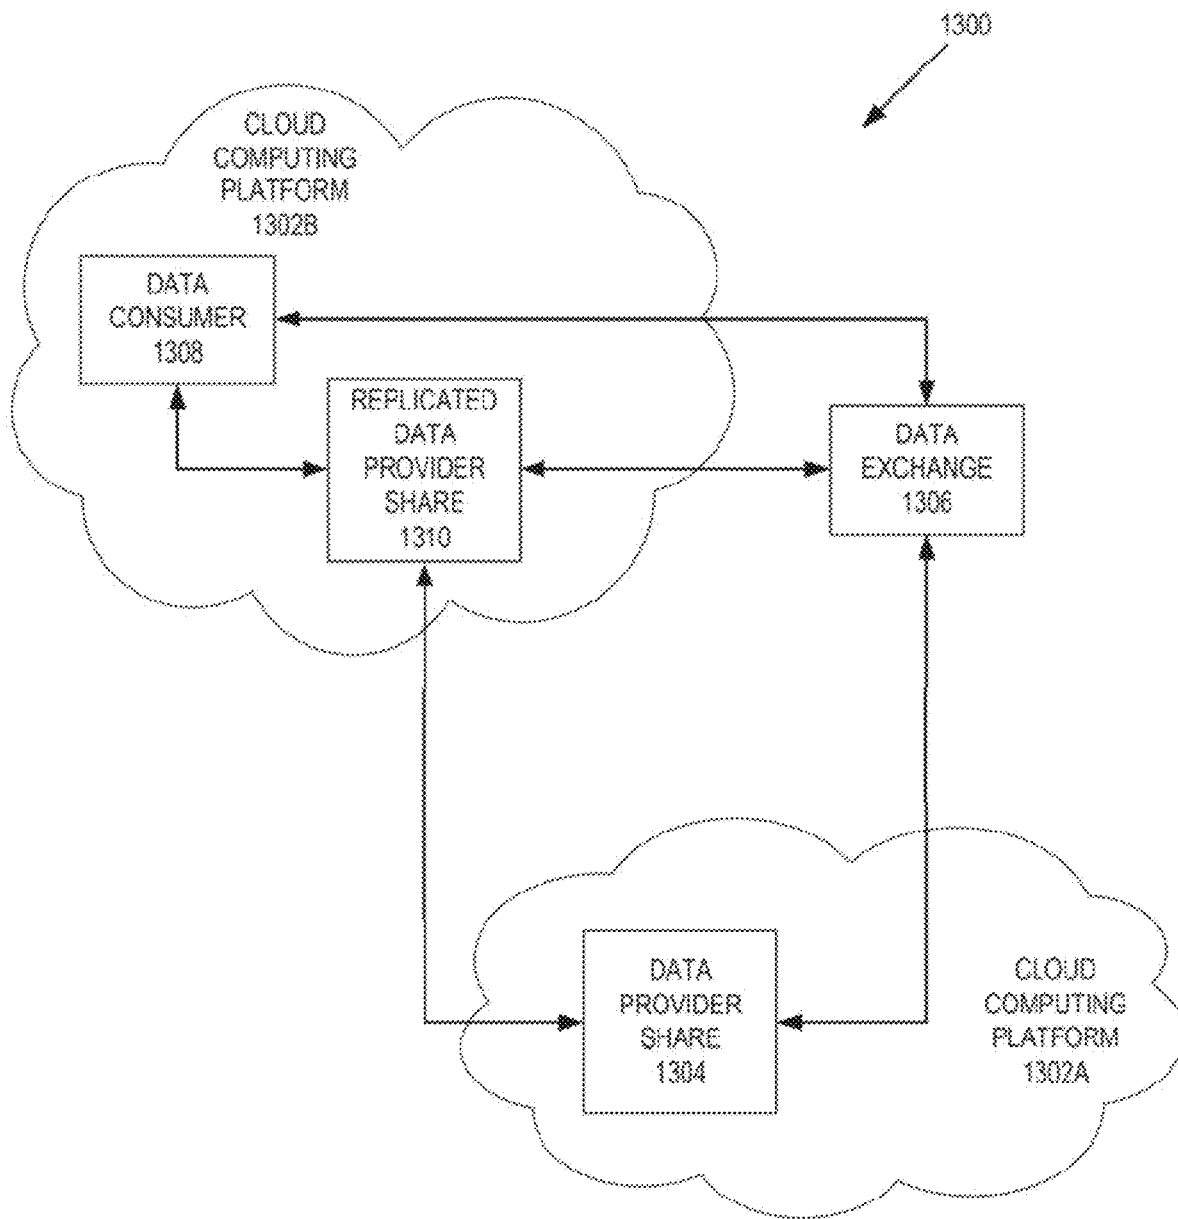 1300
CLOUD
COMPUTING
PLATFORM
1302B
DATA
CONSUMER
1308
REPLICATED
DATA
PROVIDER
SHARE
1310
DATA
EXCHANGE
1306
DATA
PROVIDER
SHARE
1304
CLOUD
COMPUTING
PLATFORM
1302A